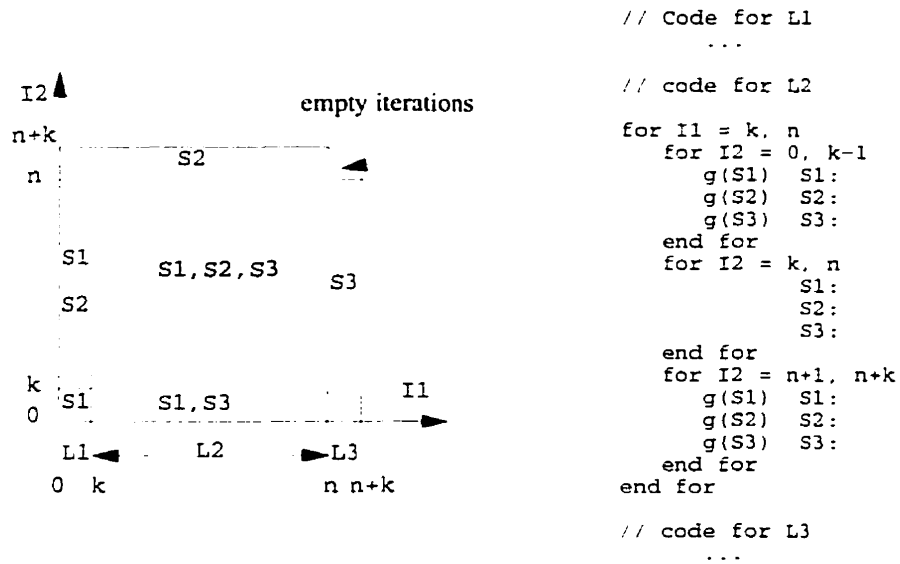 I2
empty iterations
n+k
S2
n
S1
S1,S2,S3
S3
S2
k
I1
0
S1
S1,S3
L1
L2
L3
0 k
n n+k
// Code for L1
...
// code for L2
for I1 = k, n
for I2 = 0, k-1
g(S1) S1:
g(S2) S2:
g(S3) S3:
end for
for I2 = k, n
S1:
S2:
S3:
end for
for I2 = n+1, n+k
g(S1) S1:
g(S2) S2:
g(S3) S3:
end for
end for
// code for L3
...